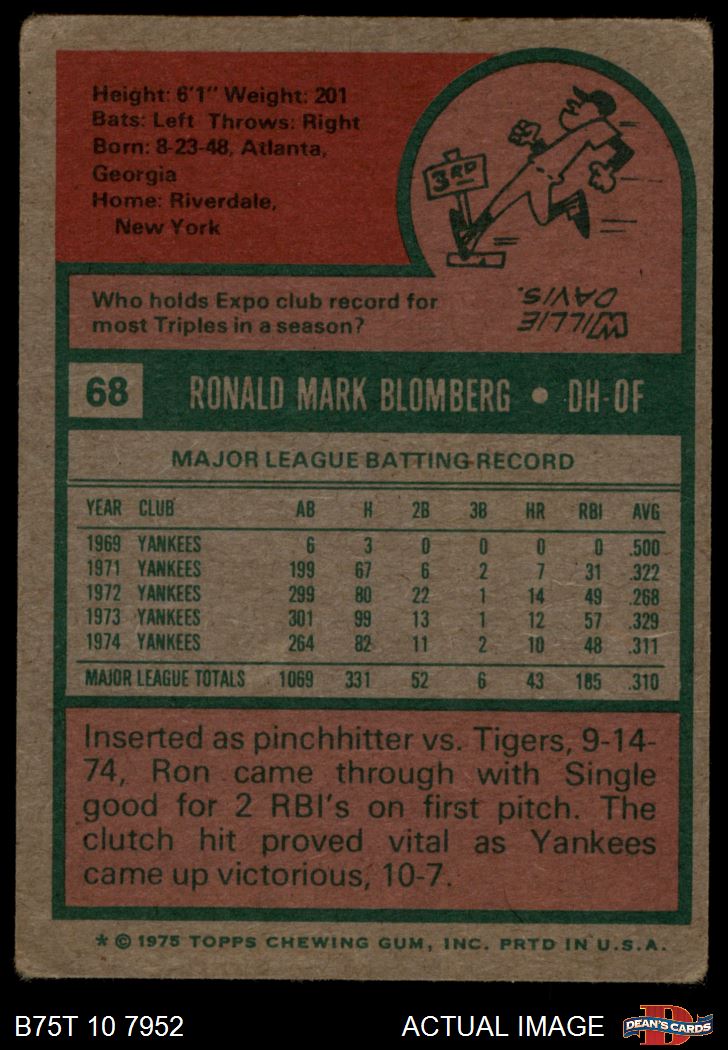 Height: 6'1" Weight: 201
Bats: Left Throws: Right
Born: 8-23-48, Atlanta,
Georgia
Home: Riverdale,
New York
3RD
Who holds Expo club record for
most Triples in a season?
WILLIE
DAVIS.
68 RONALD MARK BLOMBERG • DH-OF
MAJOR LEAGUE BATTING RECORD
YEAR CLUB AB H 2B 3B HR RBI AVG
1969 YANKEES 6 3 0 0 0 0 .500
1971 YANKEES 199 67 6 2 7 31 .322
1972 YANKEES 299 80 22 1 14 49 .268
1973 YANKEES 301 99 13 1 12 57 .329
1974 YANKEES 264 82 11 2 10 48 .311
MAJOR LEAGUE TOTALS 1069 331 52 6 43 185 .310
Inserted as pinchhitter vs. Tigers, 9-14-
74, Ron came through with Single
good for 2 RBI's on first pitch. The
clutch hit proved vital as Yankees
came up victorious, 10-7.
* © 1975 TOPPS CHEWING GUM, INC. PRTD IN U.S.A.
B75T 10 7952 ACTUAL IMAGE D DEAN'S CARDS